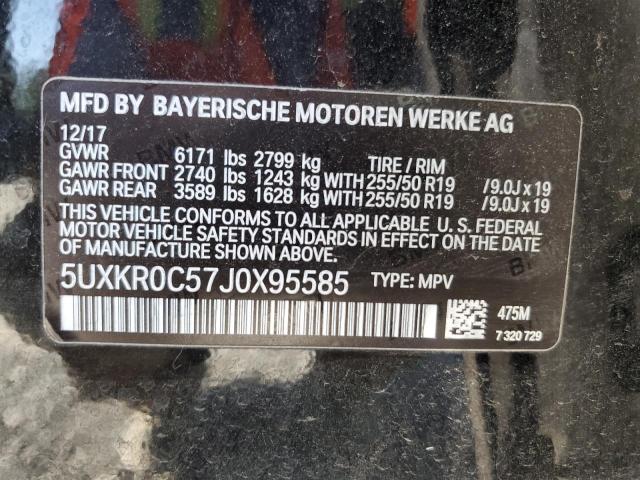 MFD BY BAYERISCHE MOTOREN WERKE AG
12/17
GVWR 6171 lbs 2799 kg TIRE / RIM
GAWR FRONT 2740 lbs 1243 kg WITH 255/50 R19 /9.0J x 19
GAWR REAR 3589 lbs 1628 kg WITH 255/50 R19 /9.0J x 19
THIS VEHICLE CONFORMS TO ALL APPLICABLE U. S. FEDERAL
MOTOR VEHICLE SAFETY STANDARDS IN EFFECT ON THE DATE
OF MANUFACTURE SHOWN ABOVE.
5UXKR0C57J0X95585 TYPE: MPV
475M
7 320 729